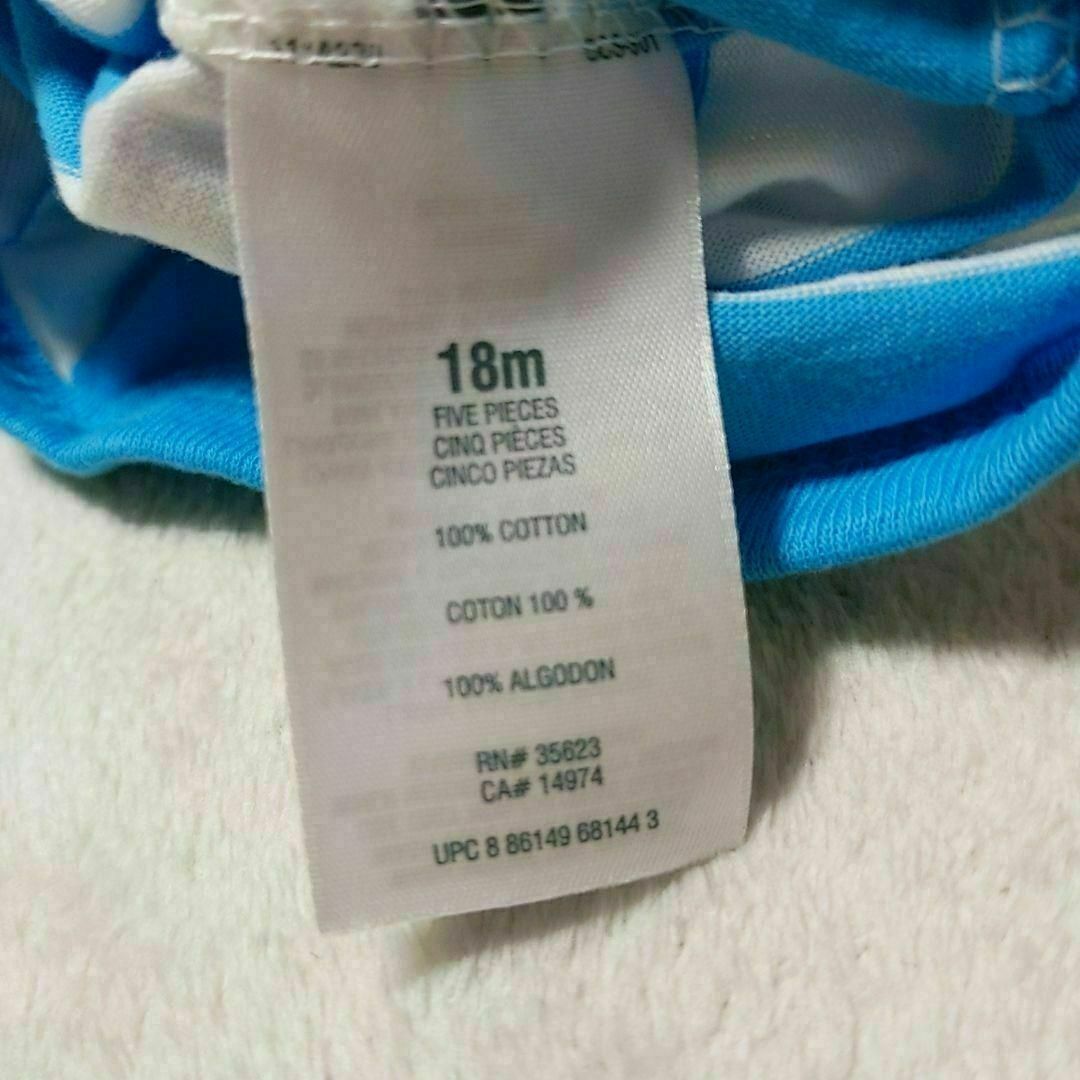 18m
FIVE PIECES
CINQ PIÈCES
CINCO PIEZAS
100% COTTON
COTON 100 %
100% ALGODON
RN# 35623
CA# 14974
UPC 8 86149 68144 3